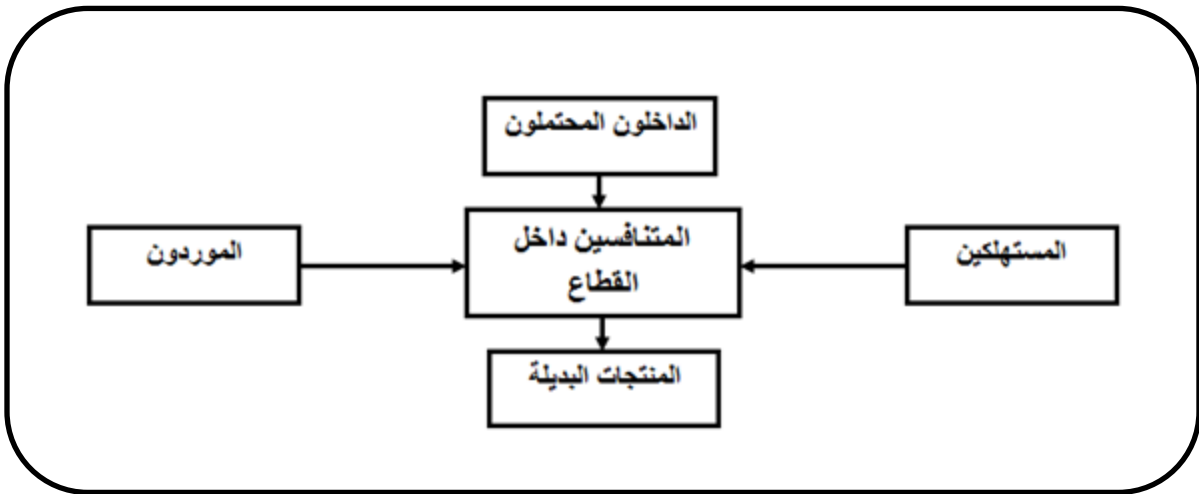 الداخلون المحتملون
المستهلكين
المتنافسين داخل
القطاع
الموردون
المنتجات البديلة